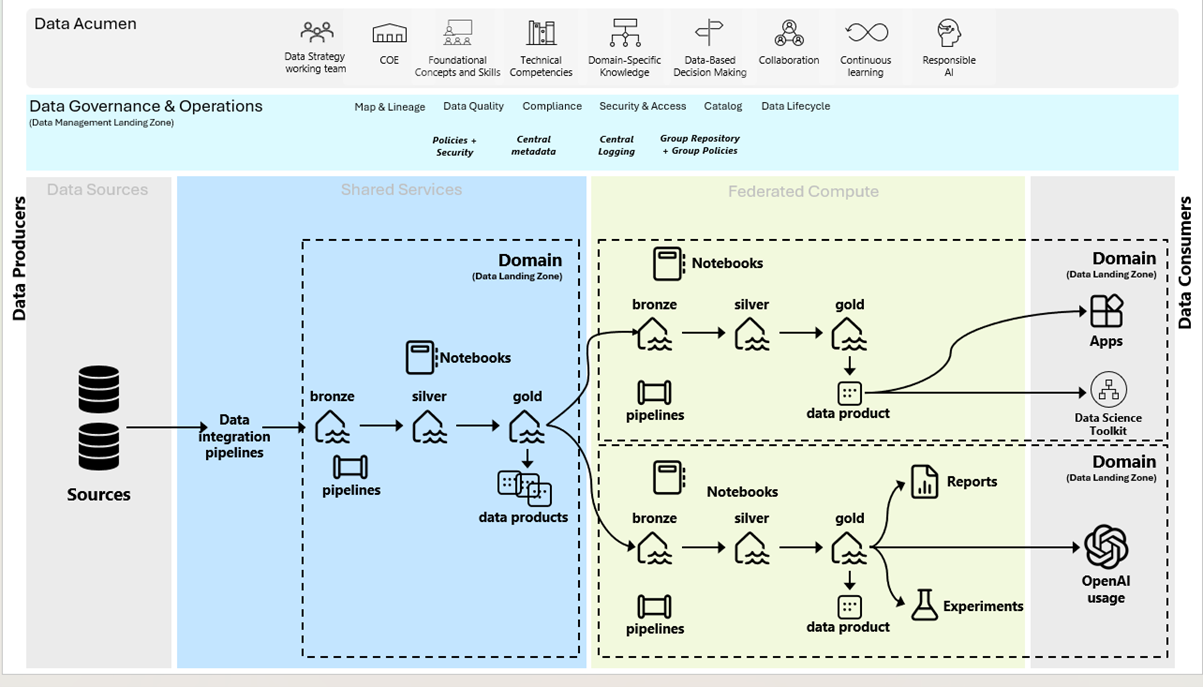 Data Acumen
Data Strategy
working team
COE
Foundational
Concepts and Skills
Technical
Competencies
Domain-Specific
Knowledge
Data-Based
Decision Making
Collaboration
Continuous
learning
Responsible
AI
Data Governance & Operations
(Data Management Landing Zone)
Map & Lineage
Data Quality
Compliance
Security & Access
Catalog
Data Lifecycle
Policies +
Security
Central
metadata
Central
Logging
Group Repository
+ Group Policies
Data Producers
Data Sources
Sources
Shared Services
Data
integration
pipelines
Domain
(Data Landing Zone)
Notebooks
bronze
silver
gold
pipelines
data products
Federated Compute
Domain
(Data Landing Zone)
Notebooks
bronze
silver
gold
pipelines
data product
Apps
Data Science
Toolkit
Domain
(Data Landing Zone)
Notebooks
bronze
silver
gold
pipelines
data product
Reports
Experiments
OpenAI
usage
Data Consumers